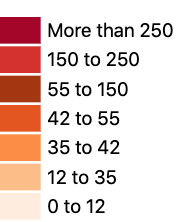 More than 250
150 to 250
55 to 150
42 to 55
35 to 42
12 to 35
0 to 12